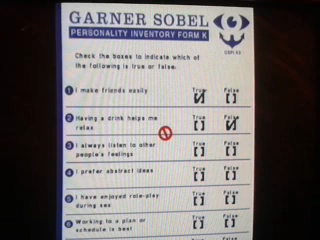 GARNER SOBEL
PERSONALITY INVENTORY FORM K
GSPI V3
Check the boxes to indicate which of
the following is true or false.
1 I make friends easily True False
2 Having a drink helps me
relax True False
3 I always listen to other
people's feelings True False
4 I prefer abstract ideas True False
5 I have enjoyed role-play
during sex True False
6 Working to a plan or
schedule is best True False